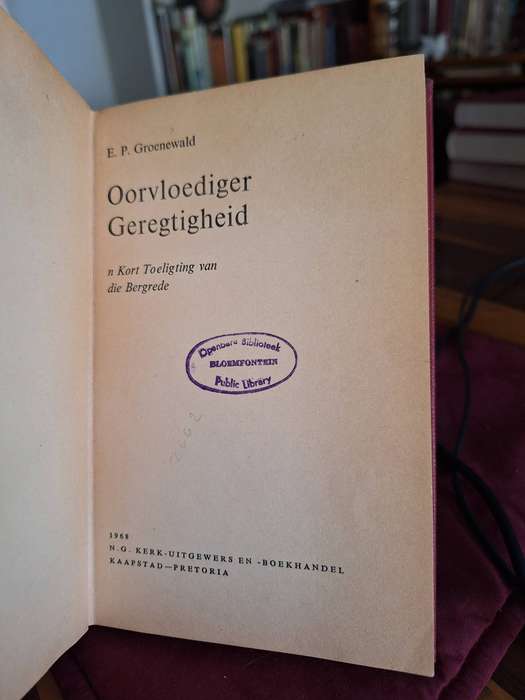 E. P. Groenewald
Oorvloediger
Geregtigheid
n Kort Toeligting van
die Bergrede
Openbare Biblioteek
BLOEMFONTEIN
Public Library
2002
1968
N.G. KERK-UITGEWERS EN -BOEKHANDEL
KAAPSTAD—PRETORIA